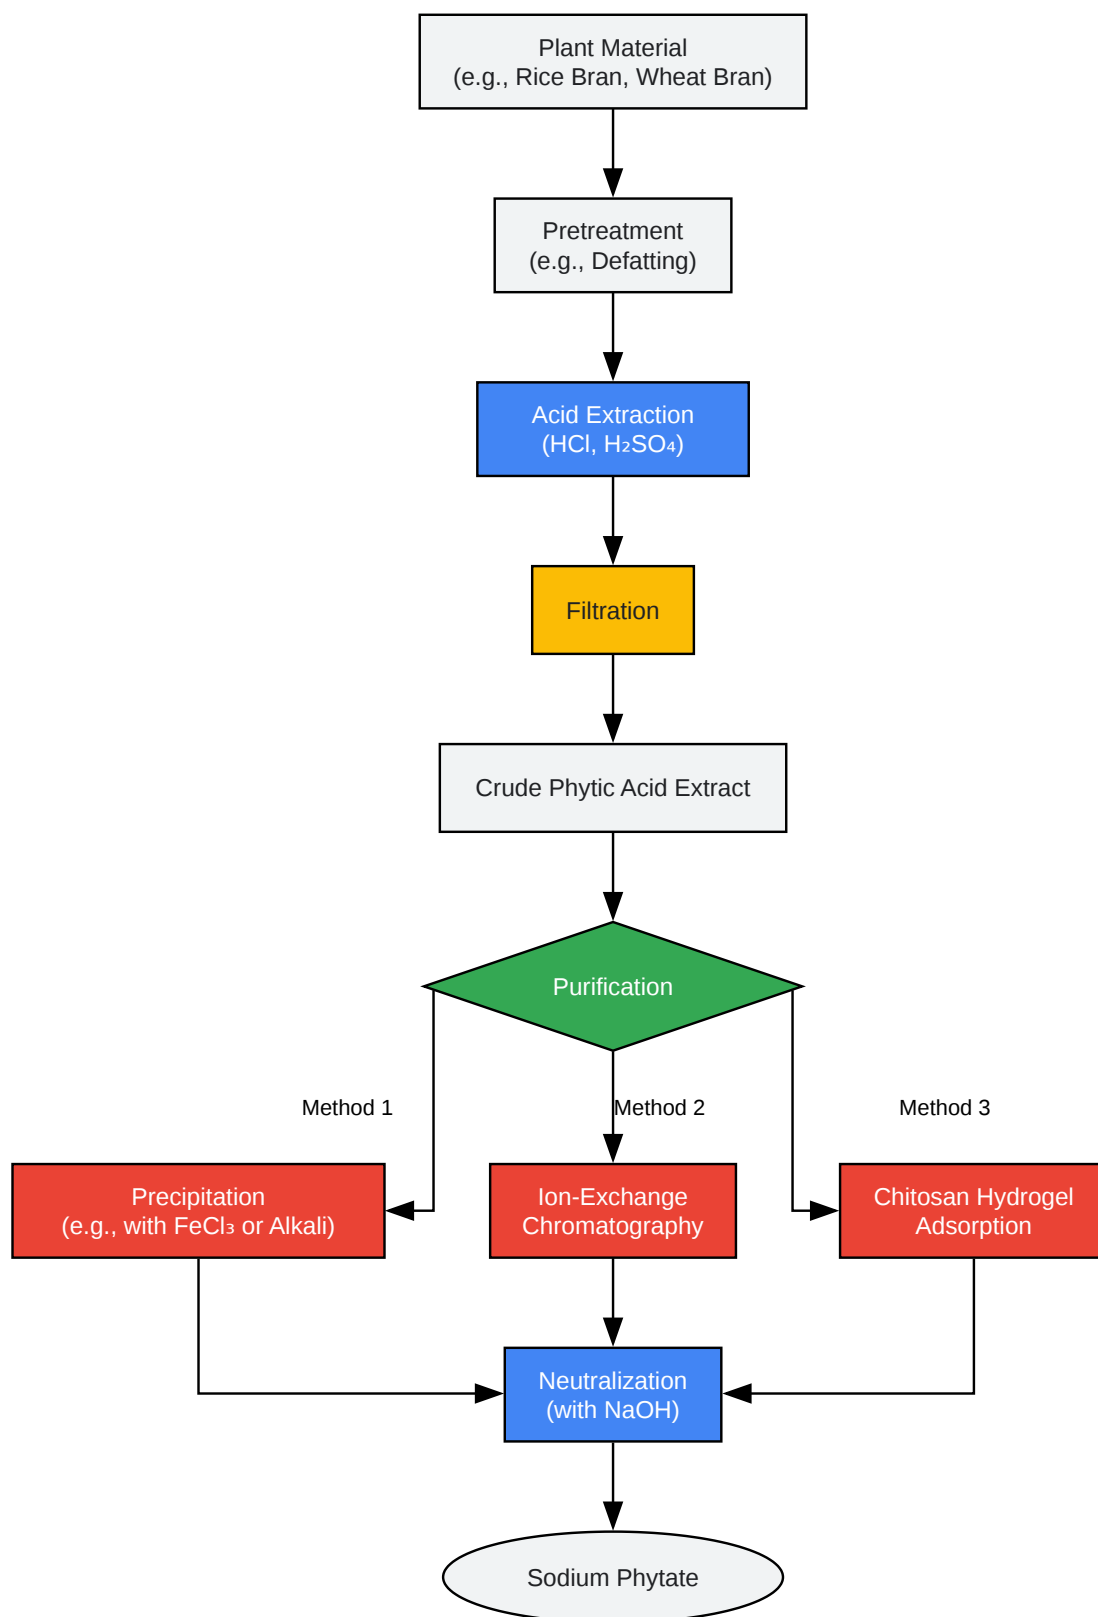 Plant Material
(e.g., Rice Bran, Wheat Bran)
Pretreatment
(e.g., Defatting)
Acid Extraction
(HCl, H₂SO₄)
Filtration
Crude Phytic Acid Extract
Purification
Method 1
Method 2
Method 3
Precipitation
(e.g., with FeCl₃ or Alkali)
Ion-Exchange
Chromatography
Chitosan Hydrogel
Adsorption
Neutralization
(with NaOH)
Sodium Phytate